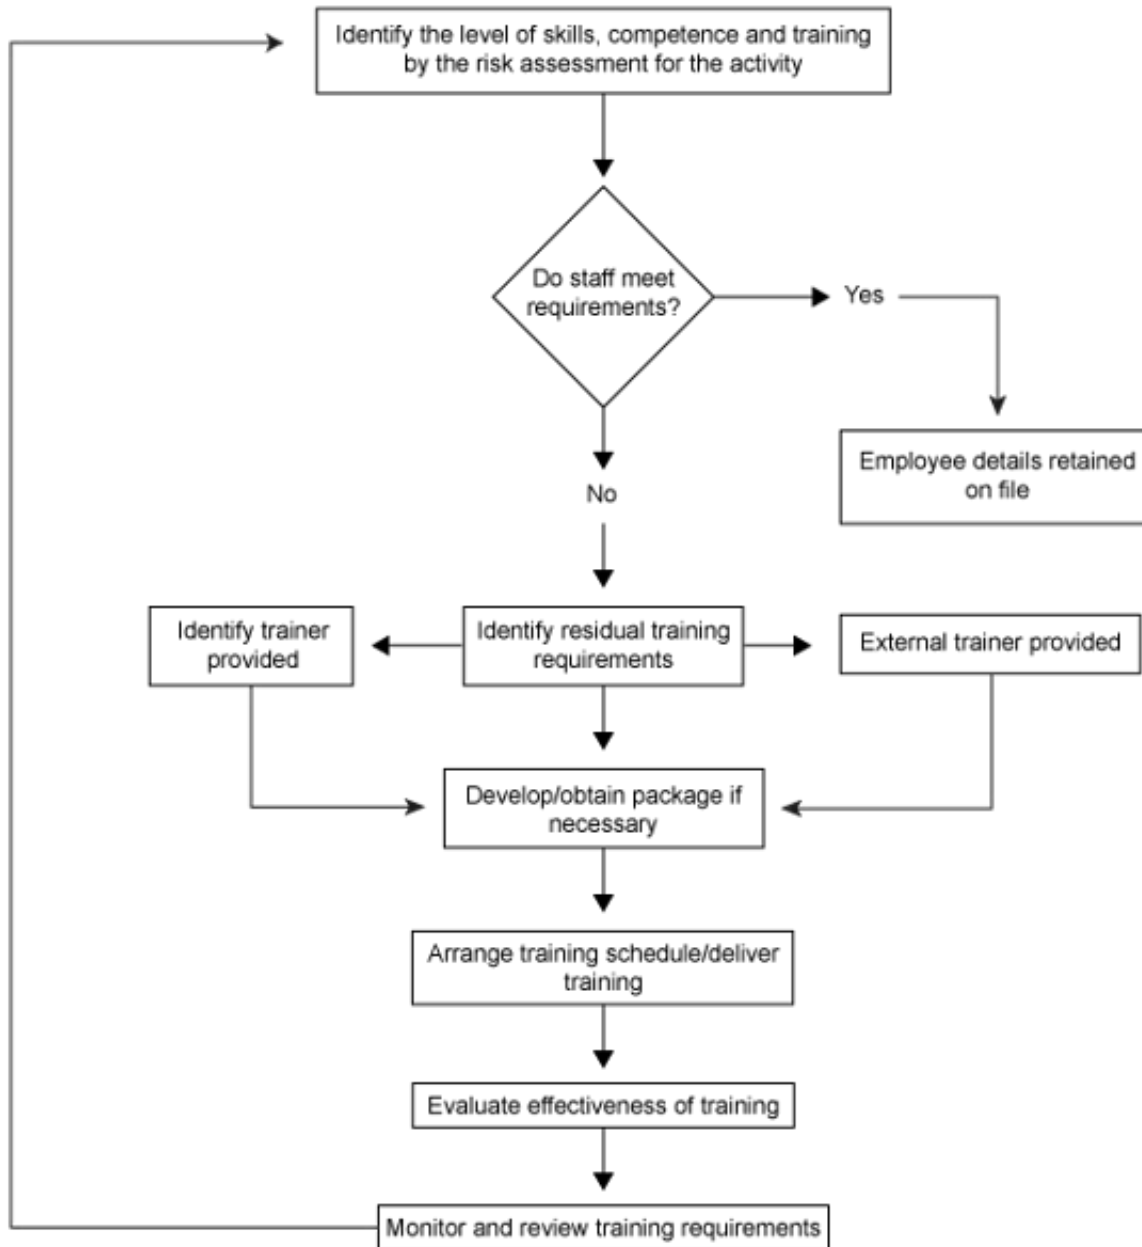 Identify the level of skills, competence and training
by the risk assessment for the activity
Do staff meet
requirements?
Yes
Employee details retained
on file
No
Identify trainer
provided
Identify residual training
requirements
External trainer provided
Develop/obtain package if
necessary
Arrange training schedule/deliver
training
Evaluate effectiveness of training
Monitor and review training requirements